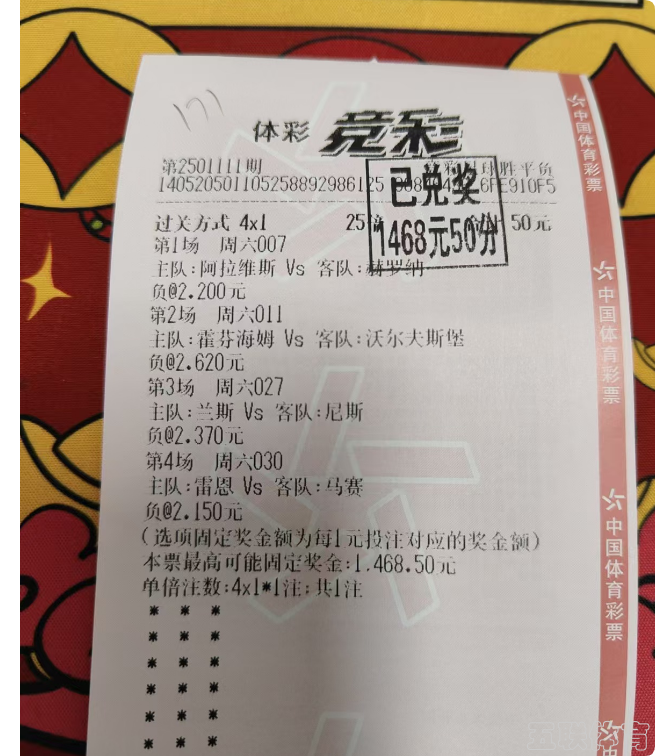 体彩 竞彩
第2501111期
胜平负
已兑奖
1468元50分
过关方式 4x1
50元
第1场 周六007
主队:阿拉维斯 Vs 客队:赫罗纳
负@2.200元
第2场 周六011
主队:霍芬海姆 Vs 客队:沃尔夫斯堡
负@2.620元
第3场 周六027
主队:兰斯 Vs 客队:尼斯
负@2.370元
第4场 周六030
主队:雷恩 Vs 客队:马赛
负@2.150元
(选项固定奖金额为每1元投注对应的奖金额)
本票最高可能固定奖金:1,468.50元
单倍注数:4x1*1注;共1注
* * *
* * *
* * *
* * *
* * *
* * *
中国体育彩票
中国体育彩票
中国体育彩票